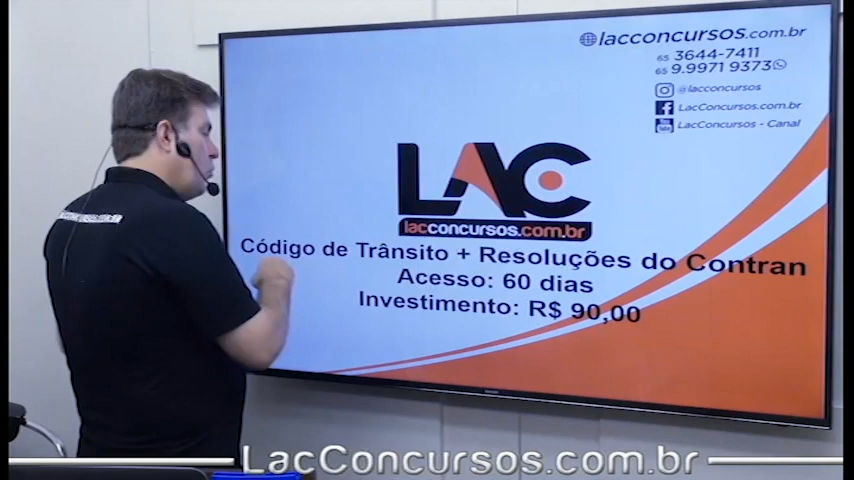 lacconcursos.com.br
65 3644-7411
65 9.9971 9373
@lacconcursos
LacConcursos.com.br
LacConcursos - Canal
LAC
lacconcursos.com.br
Código de Trânsito + Resoluções do Contran
Acesso: 60 dias
Investimento: R$ 90,00
LacConcursos.com.br